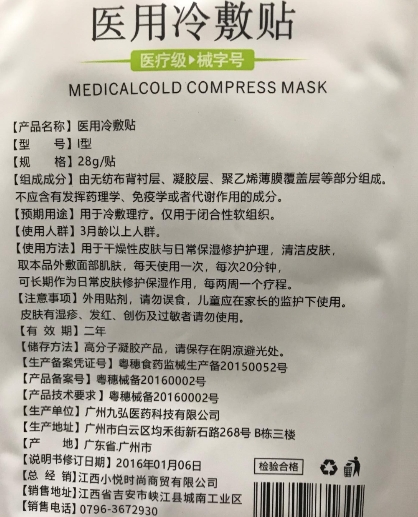 医用冷敷贴
医疗级▶械字号
MEDICALCOLD COMPRESS MASK
【产品名称】医用冷敷贴
【型　　号】I型
【规　　格】28g/贴
【组成成分】由无纺布背衬层、凝胶层、聚乙烯薄膜覆盖层等部分组成。
不应含有发挥药理学、免疫学或者代谢作用的成分。
【预期用途】用于冷敷理疗。仅用于闭合性软组织。
【使用人群】3月龄以上人群。
【使用方法】用于干燥性皮肤与日常保湿修护护理，清洁皮肤，
取本品外敷面部肌肤，每天使用一次，每次20分钟，
可长期作为日常皮肤修护保湿作用，每两周一个疗程。
【注意事项】外用贴剂，请勿误食，儿童应在家长的监护下使用。
皮肤有湿疹、发红、创伤及过敏者请勿使用。
【有 效 期】二年
【储存方法】高分子凝胶产品，请保存在阴凉避光处。
【生产备案凭证号】粤穗食药监械生产备20150052号
【产品备案号】粤穗械备20160002号
【产品技术要求】粤穗械备20160002号
【生产单位】广州九弘医药科技有限公司
【生产地址】广州市白云区均禾街新石路268号 B栋三楼
【产　　地】广东省.广州市
【说明书修订日期】2016年01月06日
检验合格
【总 经 销】江西小悦时尚商贸有限公司
【销售地址】江西省吉安市峡江县城南工业区
【销售电话】0796-3672930